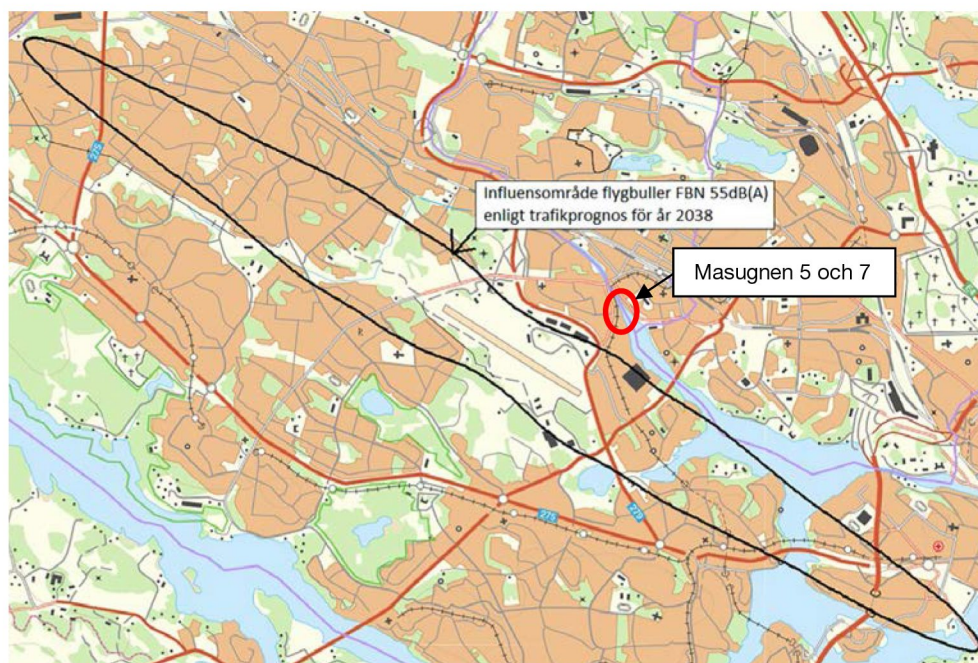 275
Influensområde flygbuller FBN 55dB(A)
enligt trafikprognos för år 2038
Masugnen 5 och 7
R
R
275
279